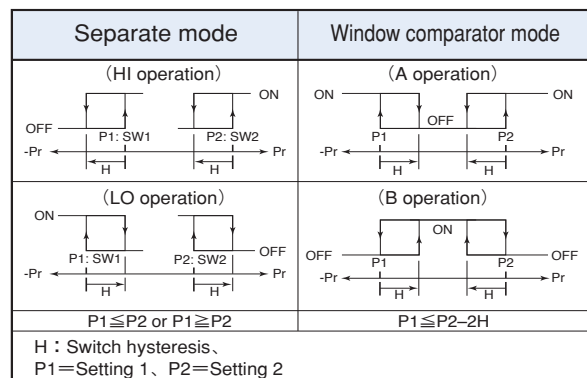 Separate mode
Window comparator mode
(HI operation)
ON
OFF
P1: SW1
P2: SW2
-Pr
Pr
H
H
(A operation)
ON
ON
OFF
P1
P2
-Pr
Pr
H
H
(LO operation)
ON
P1: SW1
P2: SW2
OFF
-Pr
Pr
H
H
(B operation)
ON
OFF
P1
P2
OFF
-Pr
Pr
H
H
P1≦P2 or P1≧P2
P1≦P2–2H
H：Switch hysteresis、
P1＝Setting 1、P2＝Setting 2